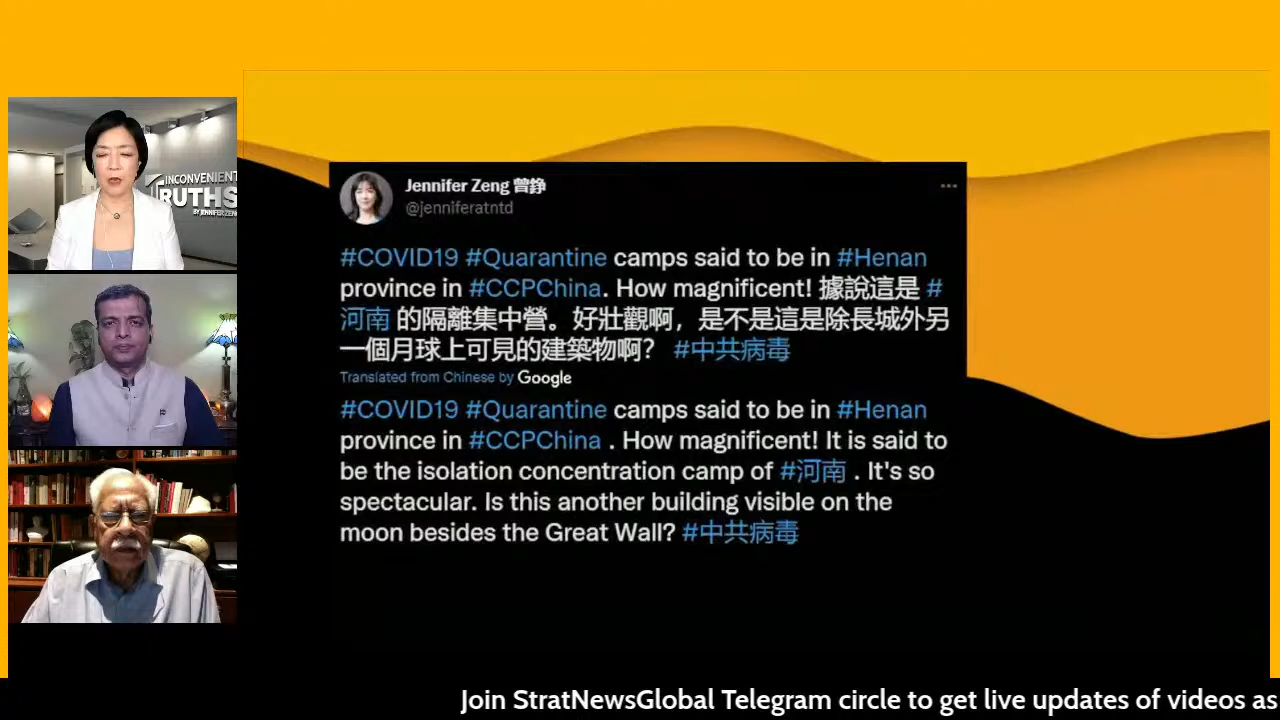 INCONVENIENT
TRUTHS
BY JENNIFER ZENG
Jennifer Zeng 曾錚
@jenniferatntd
#COVID19 #Quarantine camps said to be in #Henan
province in #CCPChina. How magnificent! 據說這是 #
河南 的隔離集中營。好壯觀啊，是不是這是除長城外另
一個月球上可見的建築物啊？ #中共病毒
Translated from Chinese by Google
#COVID19 #Quarantine camps said to be in #Henan
province in #CCPChina . How magnificent! It is said to
be the isolation concentration camp of #河南 . It's so
spectacular. Is this another building visible on the
moon besides the Great Wall? #中共病毒
Join StratNewsGlobal Telegram circle to get live updates of videos as